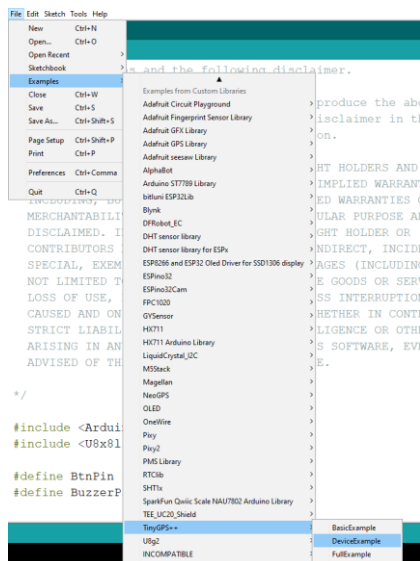 File Edit Sketch Tools Help
New Ctrl+N
Open... Ctrl+O
Open Recent
Sketchbook
Examples
Close Ctrl+W
Save Ctrl+S
Save As... Ctrl+Shift+S
Page Setup Ctrl+Shift+P
Print Ctrl+P
Preferences Ctrl+Comma
Quit Ctrl+Q
Examples from Custom Libraries
Adafruit Circuit Playground
Adafruit Fingerprint Sensor Library
Adafruit GFX Library
Adafruit GPS Library
Adafruit seesaw Library
AlphaBot
Arduino ST7789 Library
bitluni ESP32Lib
Blynk
DFRobot_EC
DHT sensor library
DHT sensor library for ESPx
ESP8266 and ESP32 Oled Driver for SSD1306 display
ESPino32
ESPino32Cam
FPC1020
GYSensor
HX711
HX711 Arduino Library
LiquidCrystal_I2C
M5Stack
Magellan
NeoGPS
OLED
OneWire
Pixy
Pixy2
PMS Library
RTClib
SHT1x
SparkFun Qwiic Scale NAU7802 Arduino Library
TEE_UC20_Shield
TinyGPS++
U8g2
INCOMPATIBLE
BasicExample
DeviceExample
FullExample
s and the following disclaimer.
produce the abo
isclaimer in th
on.
HT HOLDERS AND
IMPLIED WARRANT
INCLUDING, BU
ED WARRANTIES O
MERCHANTABILI
ULAR PURPOSE AR
DISCLAIMED. I
GHT HOLDER OR
CONTRIBUTORS
NDIRECT, INCID
SPECIAL, EXEM
AGES (INCLUDING
NOT LIMITED T
E GOODS OR SERV
LOSS OF USE,
SS INTERRUPTION
CAUSED AND ON
HETHER IN CONT
STRICT LIABIL
LIGENCE OR OTHE
ARISING IN AN
S SOFTWARE, EVE
ADVISED OF TH
E.
*/
#include <Ardui
#include <U8x8l
#define BtnPin
#define BuzzerP